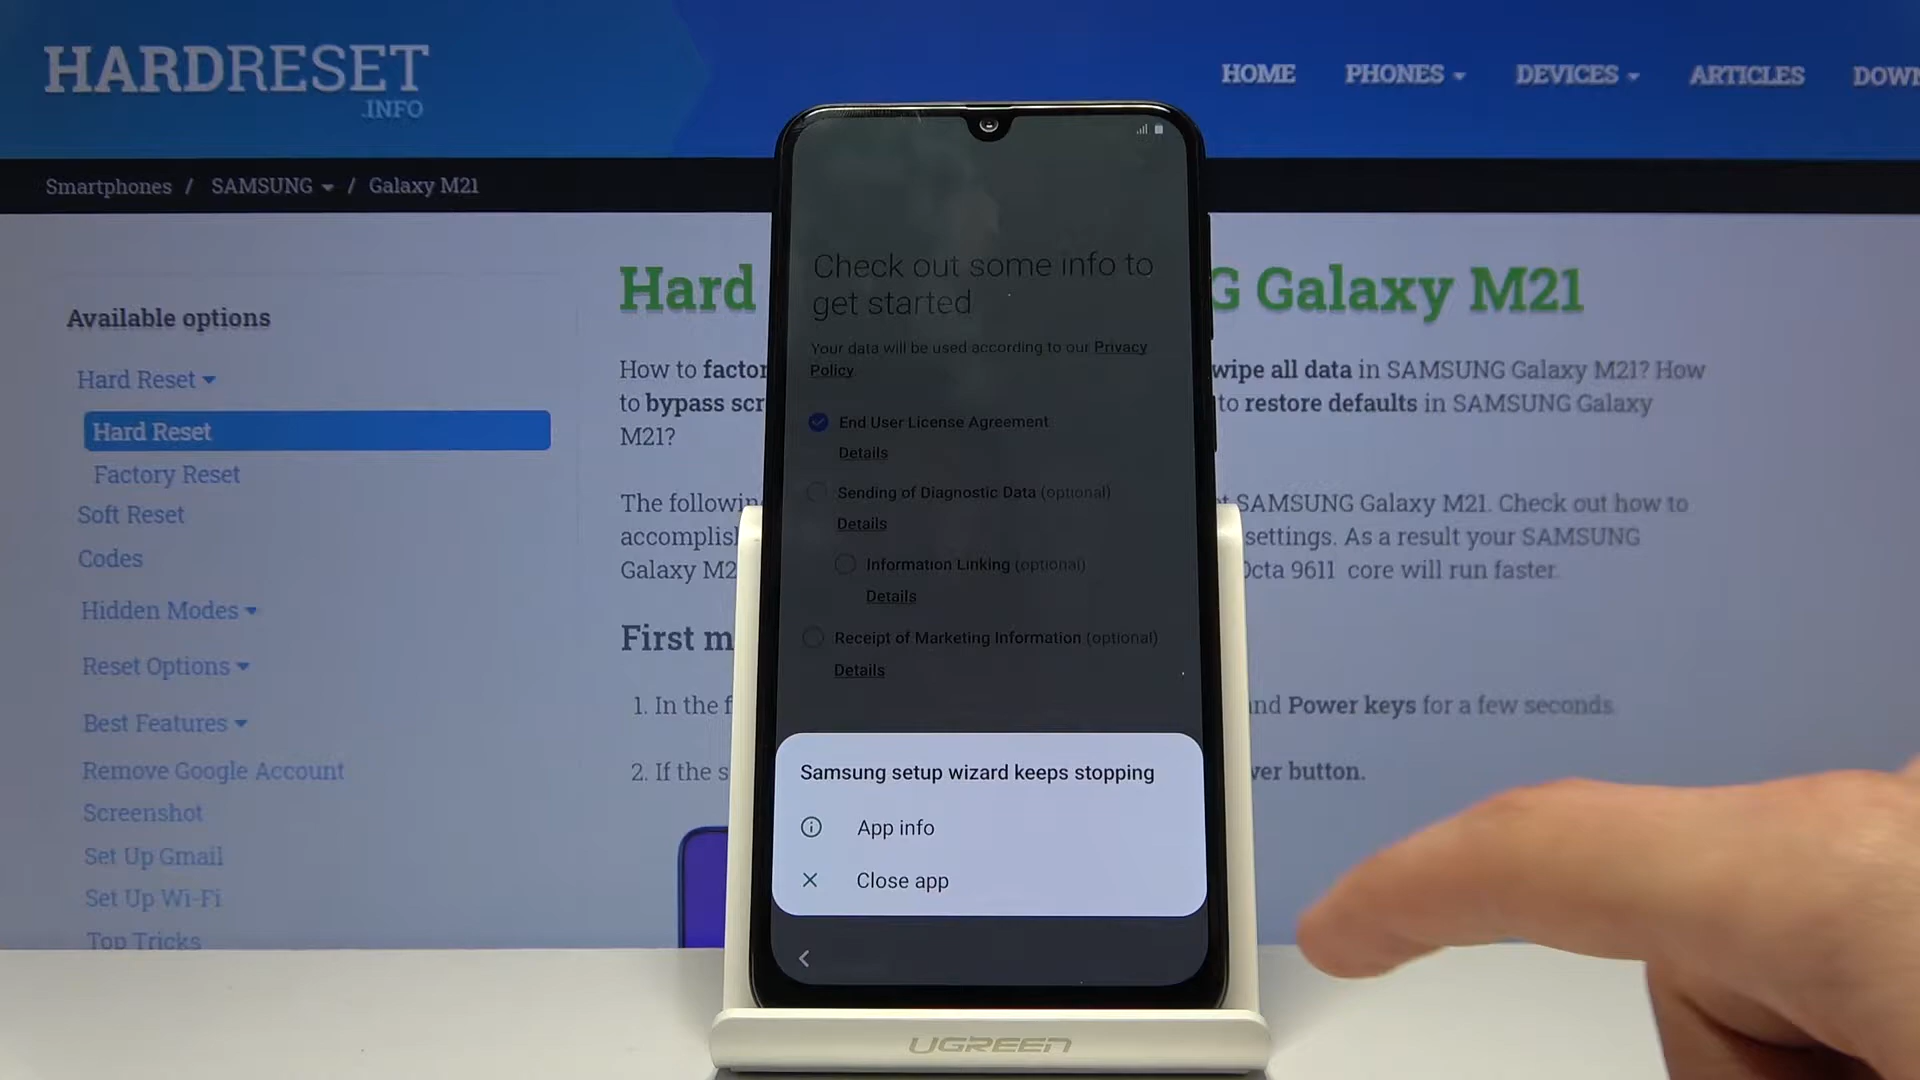 HARDRESET
.INFO
HOME PHONES DEVICES ARTICLES DOWN
Smartphones / SAMSUNG / Galaxy M21
Available options
Hard Reset
Hard Reset
Factory Reset
Soft Reset
Codes
Hidden Modes
Reset Options
Best Features
Remove Google Account
Screenshot
Set Up Gmail
Set Up Wi-Fi
Top Tricks
Hard G Galaxy M21
How to factor wipe all data in SAMSUNG Galaxy M21? How
to bypass scr to restore defaults in SAMSUNG Galaxy
M21?
The followin SAMSUNG Galaxy M21. Check out how to
accomplis settings. As a result your SAMSUNG
Galaxy M2 Octa 9611 core will run faster.
First m
1. In the f and Power keys for a few seconds.
2. If the s wer button.
Check out some info to
get started
Your data will be used according to our Privacy
Policy
End User License Agreement
Details
Sending of Diagnostic Data (optional)
Details
Information Linking (optional)
Details
Receipt of Marketing Information (optional)
Details
Samsung setup wizard keeps stopping
App info
Close app
UGREEN